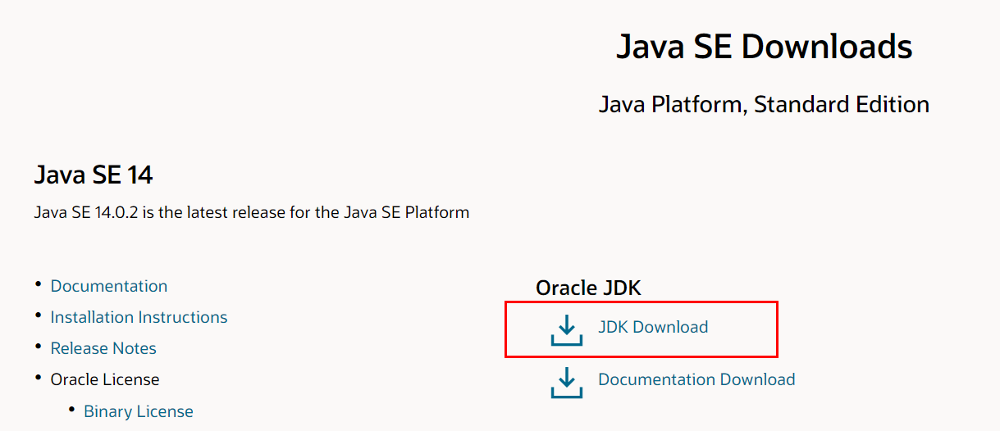 Java SE Downloads
Java Platform, Standard Edition
Java SE 14
Java SE 14.0.2 is the latest release for the Java SE Platform
• Documentation
• Installation Instructions
• Release Notes
• Oracle License
• Binary License
Oracle JDK
JDK Download
Documentation Download